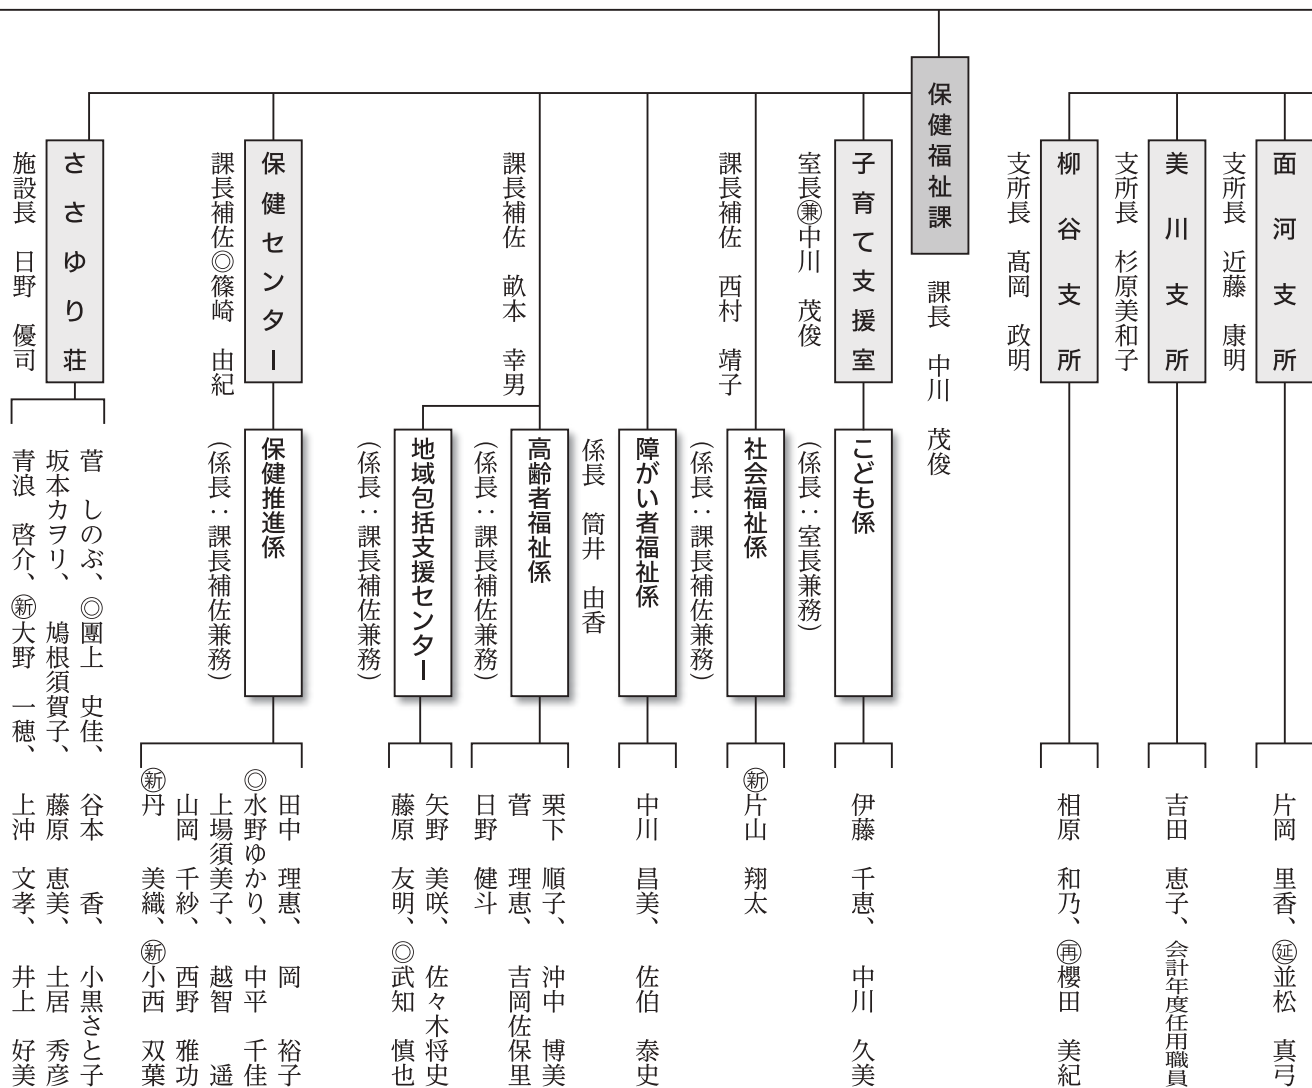 面河支所
支所長　近藤　康明
片岡　里香、㊢並松　真弓
美川支所
支所長　杉原美和子
吉田　恵子、会計年度任用職員
柳谷支所
支所長　髙岡　政明
相原　和乃、㊢櫻田　美紀
保健福祉課
課長　中川　茂俊
子育て支援室
室長㊢中川　茂俊
こども係
（係長：室長兼務）
伊藤　千恵、中川　久美
課長補佐　西村　靖子
社会福祉係
（係長：課長補佐兼務）
㊢片山　翔太
障がい者福祉係
係長　筒井　由香
中川　昌美、佐伯　泰史
課長補佐　畝本　幸男
高齢者福祉係
（係長：課長補佐兼務）
栗下　順子、沖中　博美
菅　理恵、吉岡佐保里
日野　健斗
地域包括支援センター
（係長：課長補佐兼務）
矢野　美咲、佐々木将史
藤原　友明、◎武知　慎也
保健センター
課長補佐◎篠崎　由紀
保健推進係
（係長：課長補佐兼務）
田中　理惠、岡　裕子
◎水野ゆかり、中平　千佳
上場須美子、越智　遥
山岡　千紗、西野　雅功
㊢丹　美織、㊢小西　双葉
ささゆり荘
施設長　日野　優司
菅　しのぶ、◎團上　史佳、谷本　香、小黒さと子
坂本カヲリ、鳩根須賀子、藤原　恵美、土居　秀彦
青浪　啓介、㊢大野　一穂、上沖　文孝、井上　好美